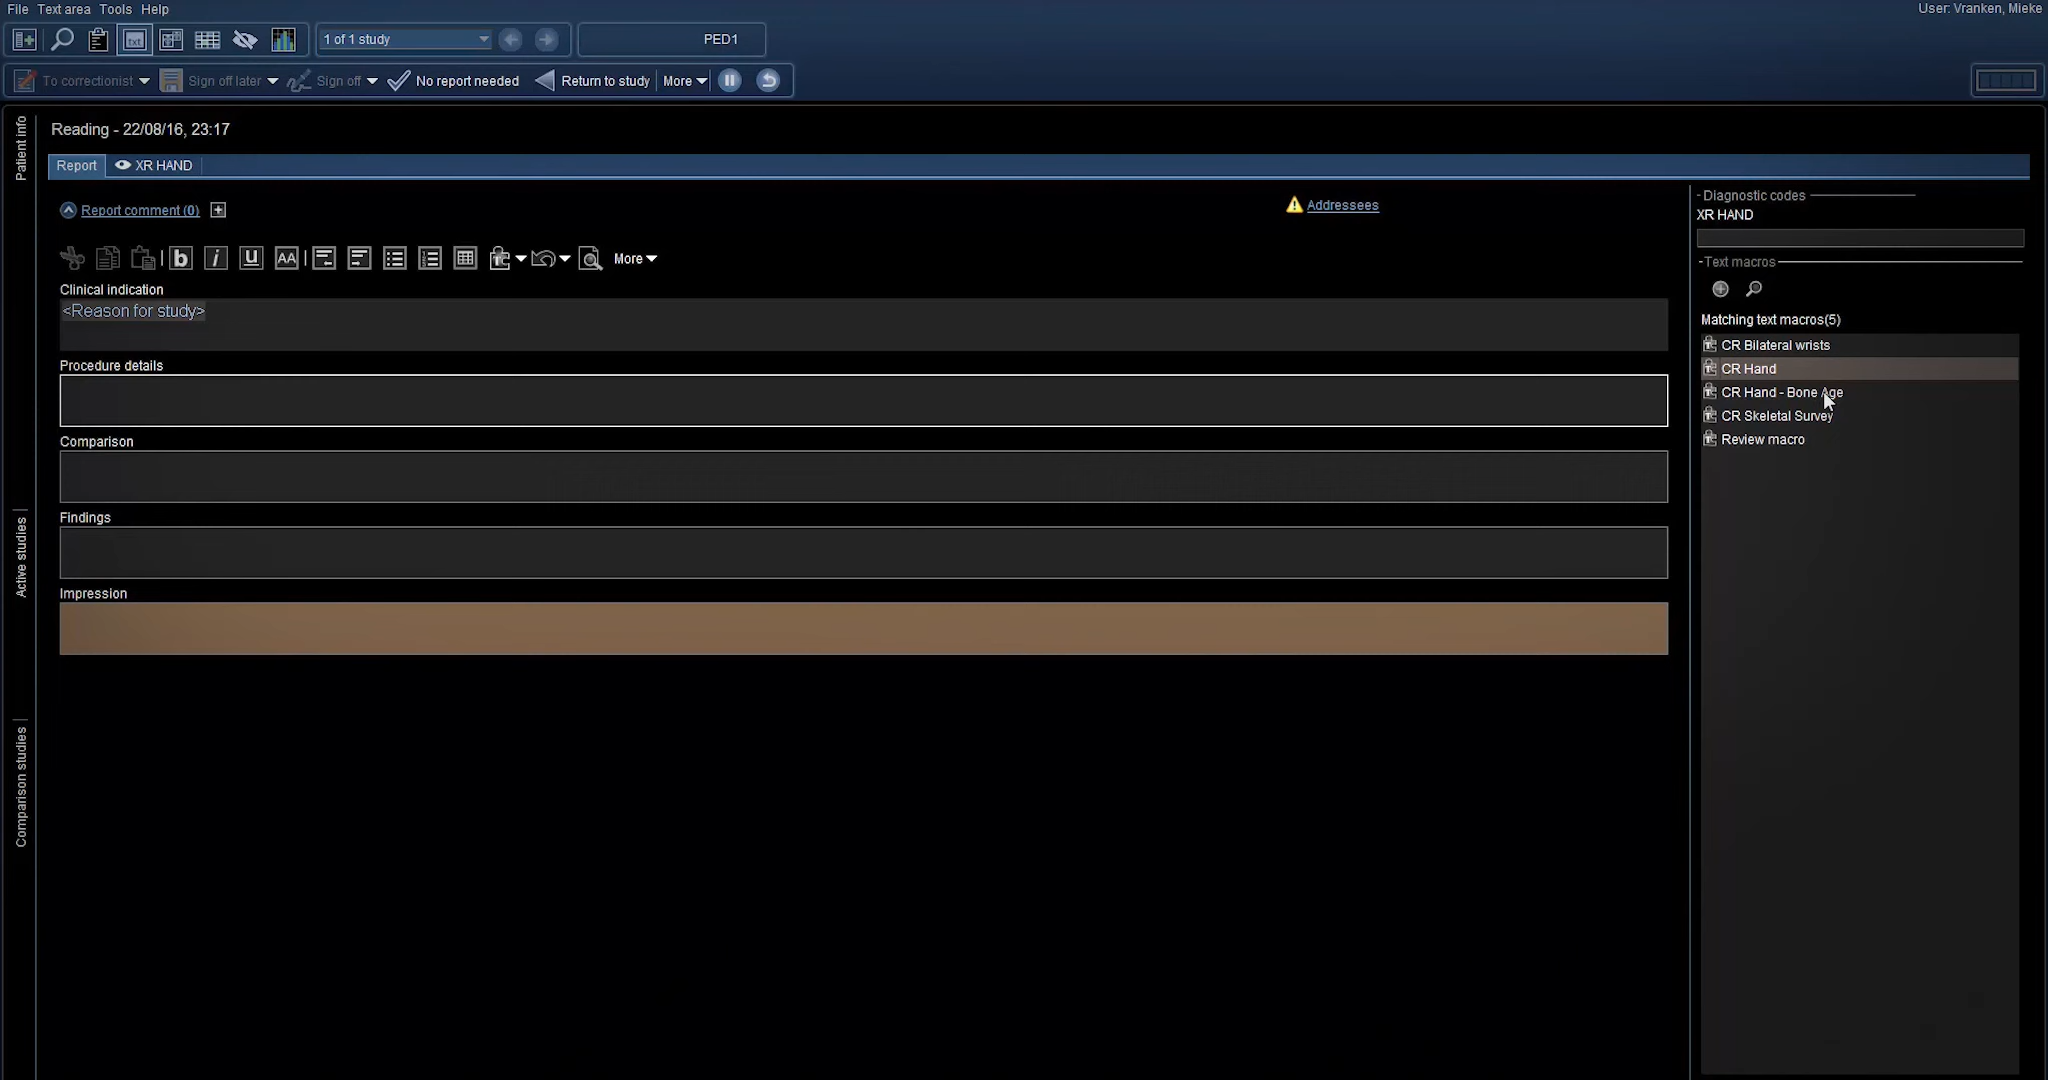 File Text area Tools Help
User: Vranken, Mieke
1 of 1 study
PED1
To correctionist Sign off later Sign off No report needed Return to study More
Patient info
Reading - 22/08/16, 23:17
Report XR HAND
Report comment (0)
Addressees
More
Clinical indication
<Reason for study>
Procedure details
Comparison
Findings
Impression
Active studies
Comparison studies
Diagnostic codes
XR HAND
Text macros
Matching text macros(5)
CR Bilateral wrists
CR Hand
CR Hand - Bone Age
CR Skeletal Survey
Review macro